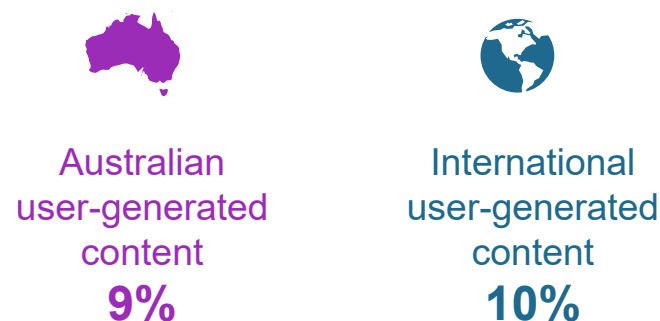 Australian
user-generated
content
9%
International
user-generated
content
10%